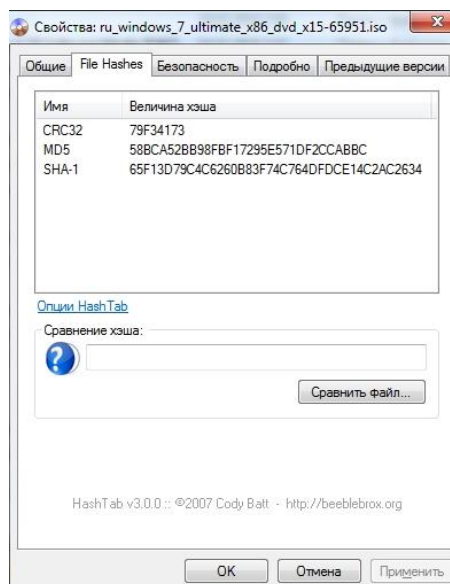 Свойства: ru_windows_7_ultimate_x86_dvd_x15-65951.iso
Общие File Hashes Безопасность Подробно Предыдущие версии
Имя Величина хэша
CRC32 79F34173
MD5 58BCA52BB98FBF17295E571DF2CCABBC
SHA-1 65F13D79C4C6260B83F74C764DFDCE14C2AC2634
Опции HashTab
Сравнение хэша:
Сравнить файл...
HashTab v3.0.0 :: ©2007 Cody Batt - http://beeblebrox.org
OK Отмена Применить